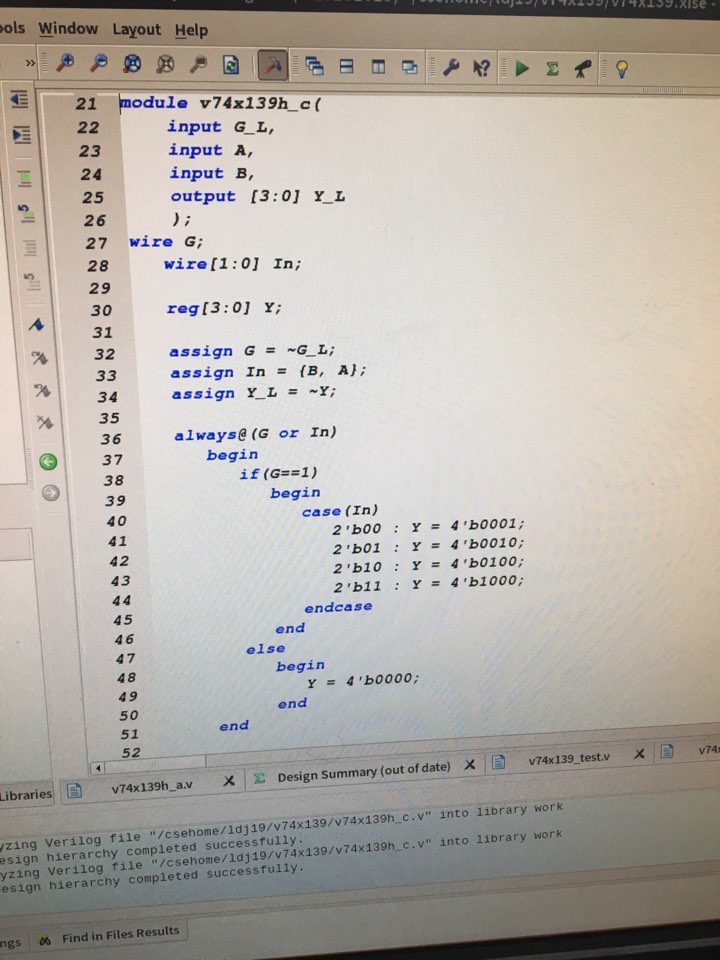 Window Layout Help
»
21 module v74x139h_c(
22 input G_L,
23 input A,
24 input B,
25 output [3:0] Y_L
26 );
27 wire G;
28 wire[1:0] In;
29
30 reg[3:0] Y;
31
32 assign G = ~G_L;
33 assign In = {B, A};
34 assign Y_L = ~Y;
35
36 always@(G or In)
37 begin
38 if(G==1)
39 begin
40 case(In)
41 2'b00 : Y = 4'b0001;
42 2'b01 : Y = 4'b0010;
43 2'b10 : Y = 4'b0100;
44 2'b11 : Y = 4'b1000;
45 endcase
46 end
47 else
48 begin
49 Y = 4'b0000;
50 end
51 end
52
Libraries v74x139h_a.v Design Summary (out of date) v74x139_test.v v74
yzing Verilog file "/csehome/ldj19/v74x139/v74x139h_c.v" into library work
esign hierarchy completed successfully.
yzing Verilog file "/csehome/ldj19/v74x139/v74x139h_c.v" into library work
esign hierarchy completed successfully.
ngs Find in Files Results